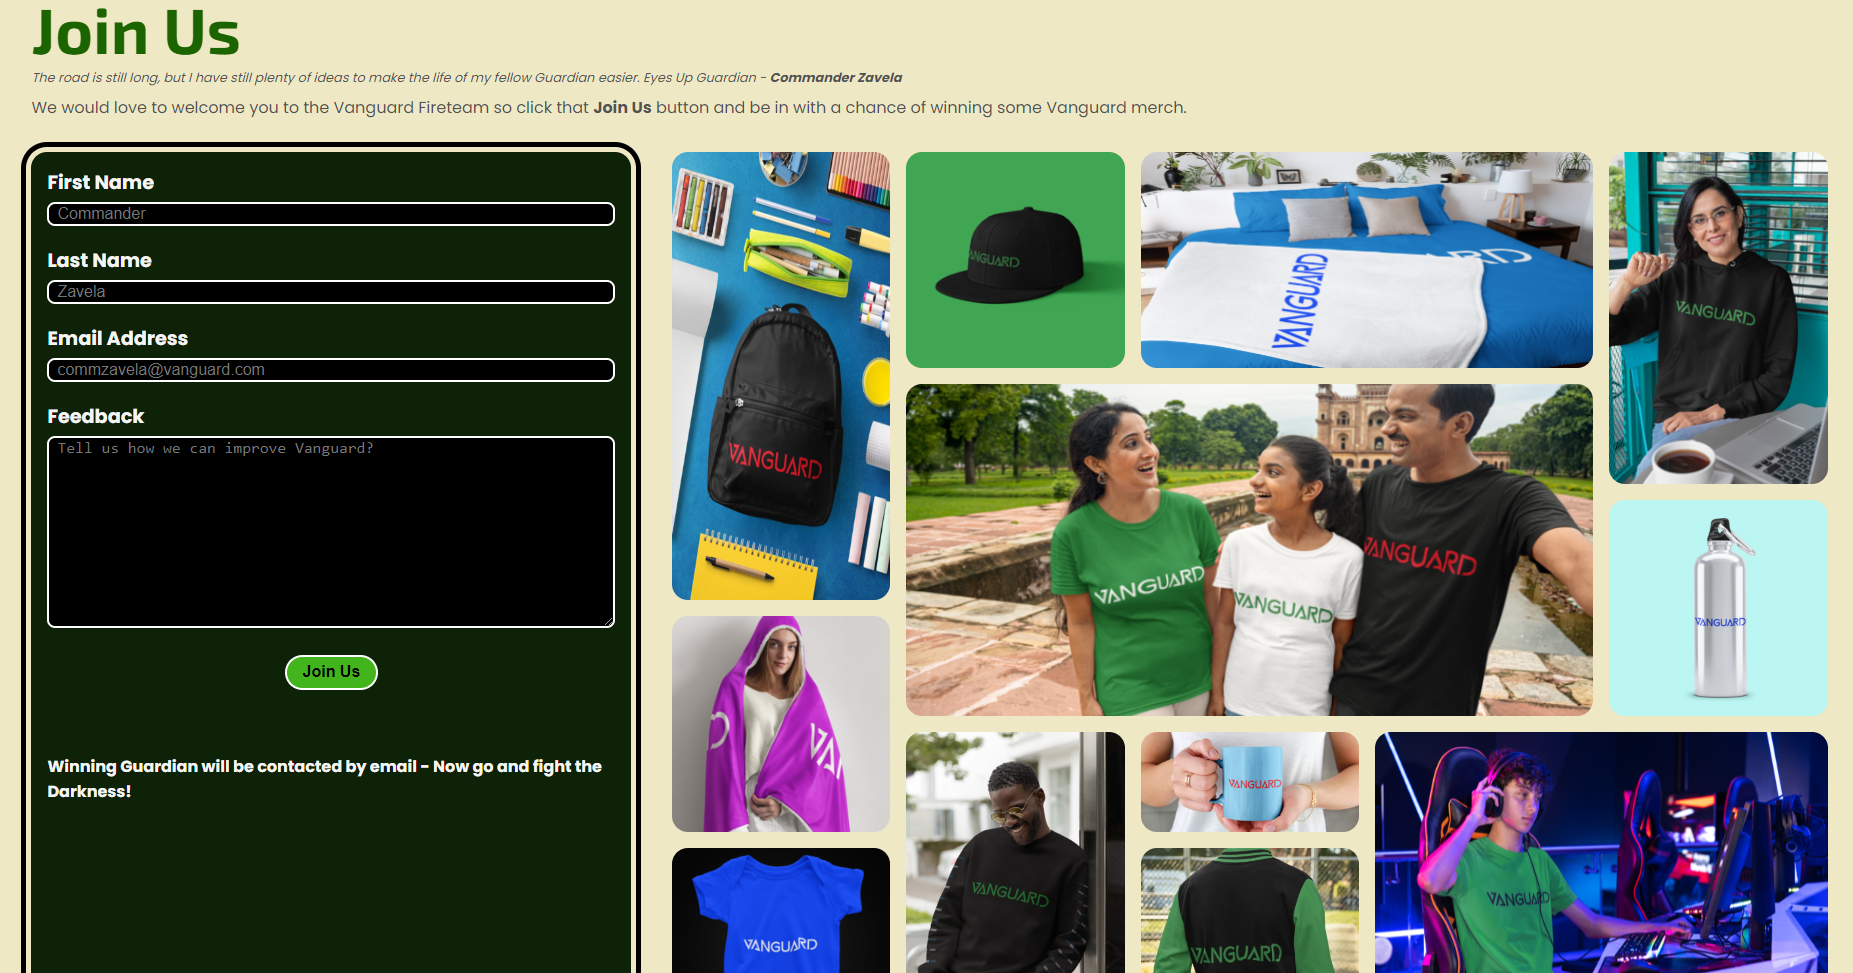 Join Us
The road is still long, but I have still plenty of ideas to make the life of my fellow Guardian easier. Eyes Up Guardian - Commander Zavela
We would love to welcome you to the Vanguard Fireteam so click that Join Us button and be in with a chance of winning some Vanguard merch.
First Name
Commander
Last Name
Zavela
Email Address
commzavela@vanguard.com
Feedback
Tell us how we can improve Vanguard?
Join Us
Winning Guardian will be contacted by email - Now go and fight the
Darkness!
VANGUARD
VANGUARD
VANGUARD
RD
VANGUARD
VANGUARD
VANGUARD
VANGUARD
VANGUARD
D
VA
VANGUARD
VANGUARD
VANGUARD
VANGUARD
VANGUARD